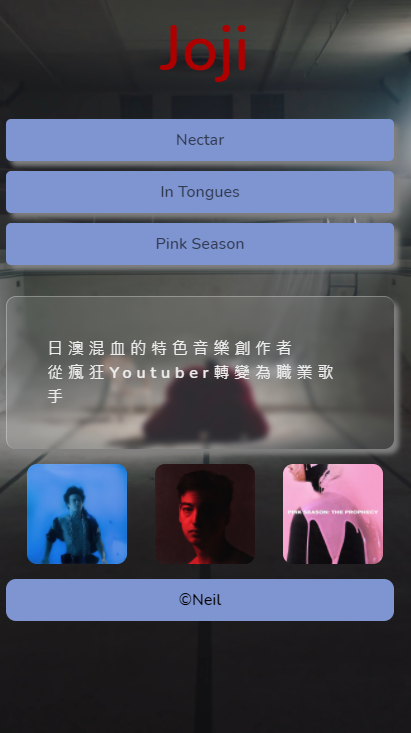 Joji
Nectar
In Tongues
Pink Season
日澳混血的特色音樂創作者
從瘋狂Youtuber轉變為職業歌
手
PINK SEASON: THE PROPHECY
©Neil